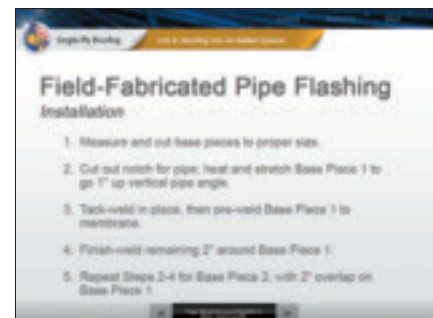 Single-Ply Roofing
Field-Fabricated Pipe Flashing
Installation
1. Measure and cut base pieces to proper size.
2. Cut out notch for pipe; heat and stretch Base Piece 1 to
go 1" up vertical pipe angle.
3. Tack-weld in place, then pre-weld Base Piece 1 to
membrane.
4. Finish-weld remaining 2" around Base Piece 1.
5. Repeat Steps 2-4 for Base Piece 2, with 2" overlap on
Base Piece 1.